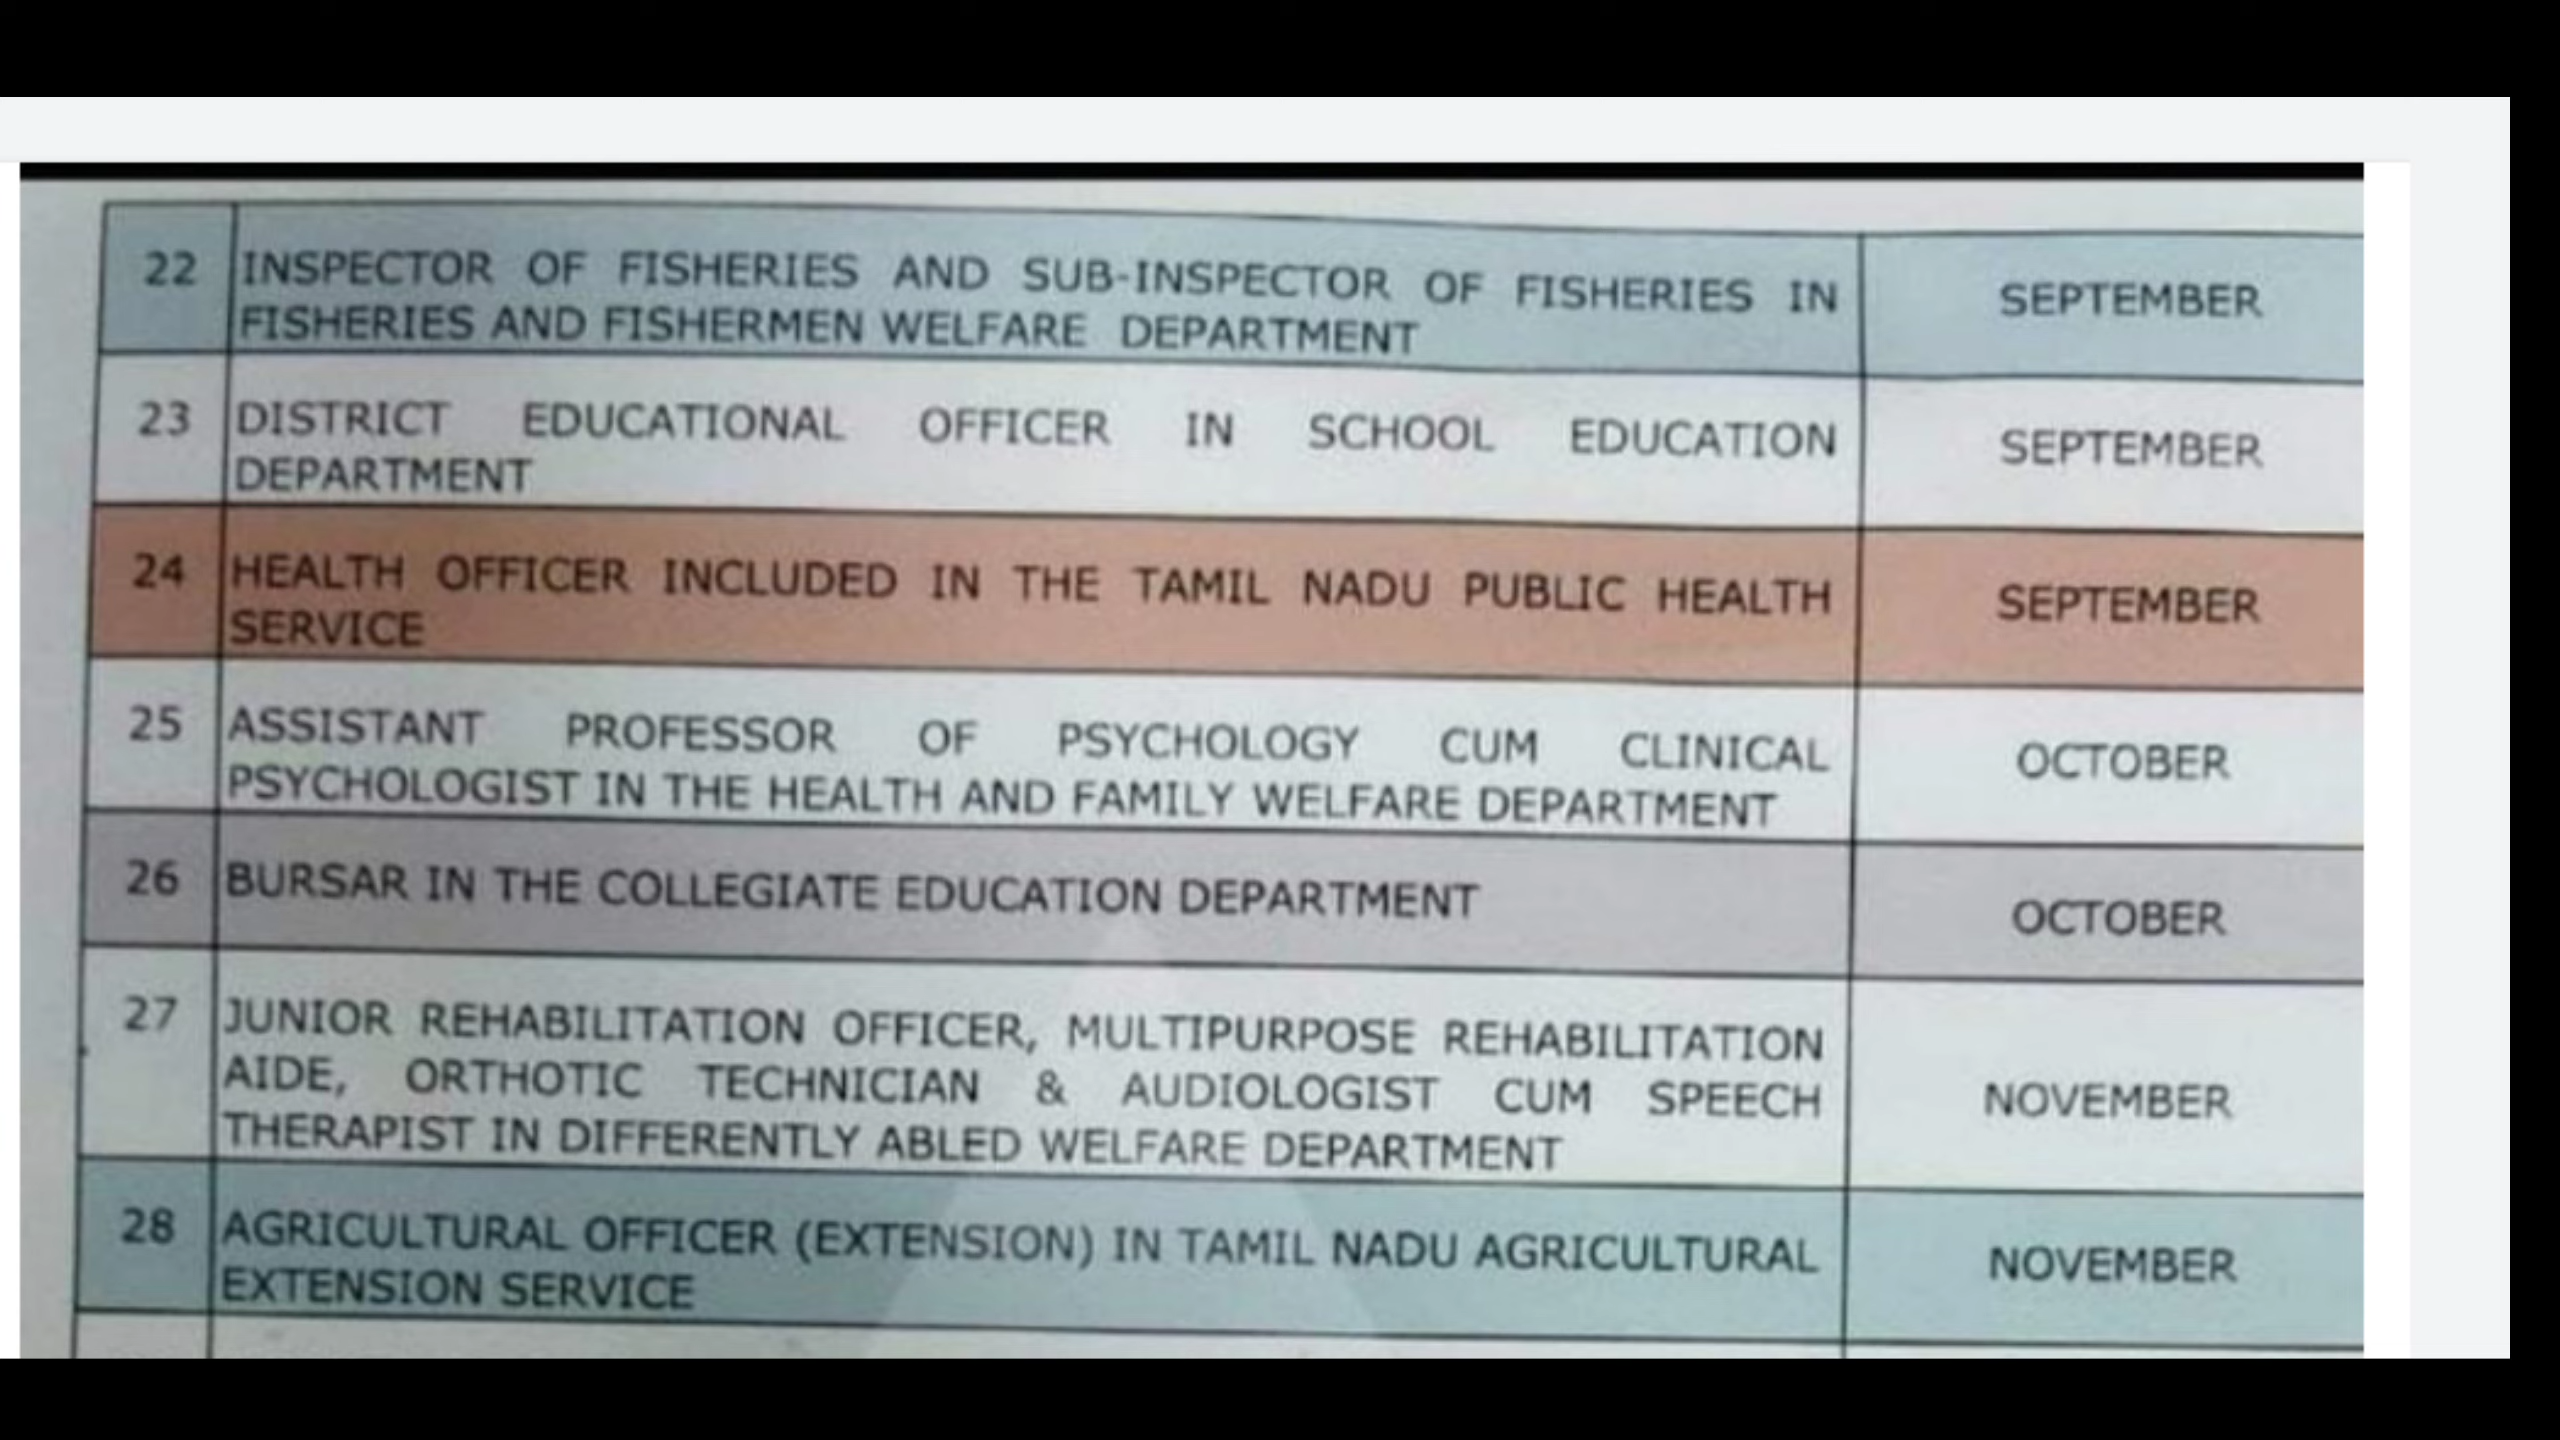 22 INSPECTOR OF FISHERIES AND SUB-INSPECTOR OF FISHERIES IN SEPTEMBER
FISHERIES AND FISHERMEN WELFARE DEPARTMENT
23 DISTRICT EDUCATIONAL OFFICER IN SCHOOL EDUCATION SEPTEMBER
DEPARTMENT
24 HEALTH OFFICER INCLUDED IN THE TAMIL NADU PUBLIC HEALTH SEPTEMBER
SERVICE
25 ASSISTANT PROFESSOR OF PSYCHOLOGY CUM CLINICAL OCTOBER
PSYCHOLOGIST IN THE HEALTH AND FAMILY WELFARE DEPARTMENT
26 BURSAR IN THE COLLEGIATE EDUCATION DEPARTMENT OCTOBER
27 JUNIOR REHABILITATION OFFICER, MULTIPURPOSE REHABILITATION
AIDE, ORTHOTIC TECHNICIAN & AUDIOLOGIST CUM SPEECH NOVEMBER
THERAPIST IN DIFFERENTLY ABLED WELFARE DEPARTMENT
28 AGRICULTURAL OFFICER (EXTENSION) IN TAMIL NADU AGRICULTURAL NOVEMBER
EXTENSION SERVICE